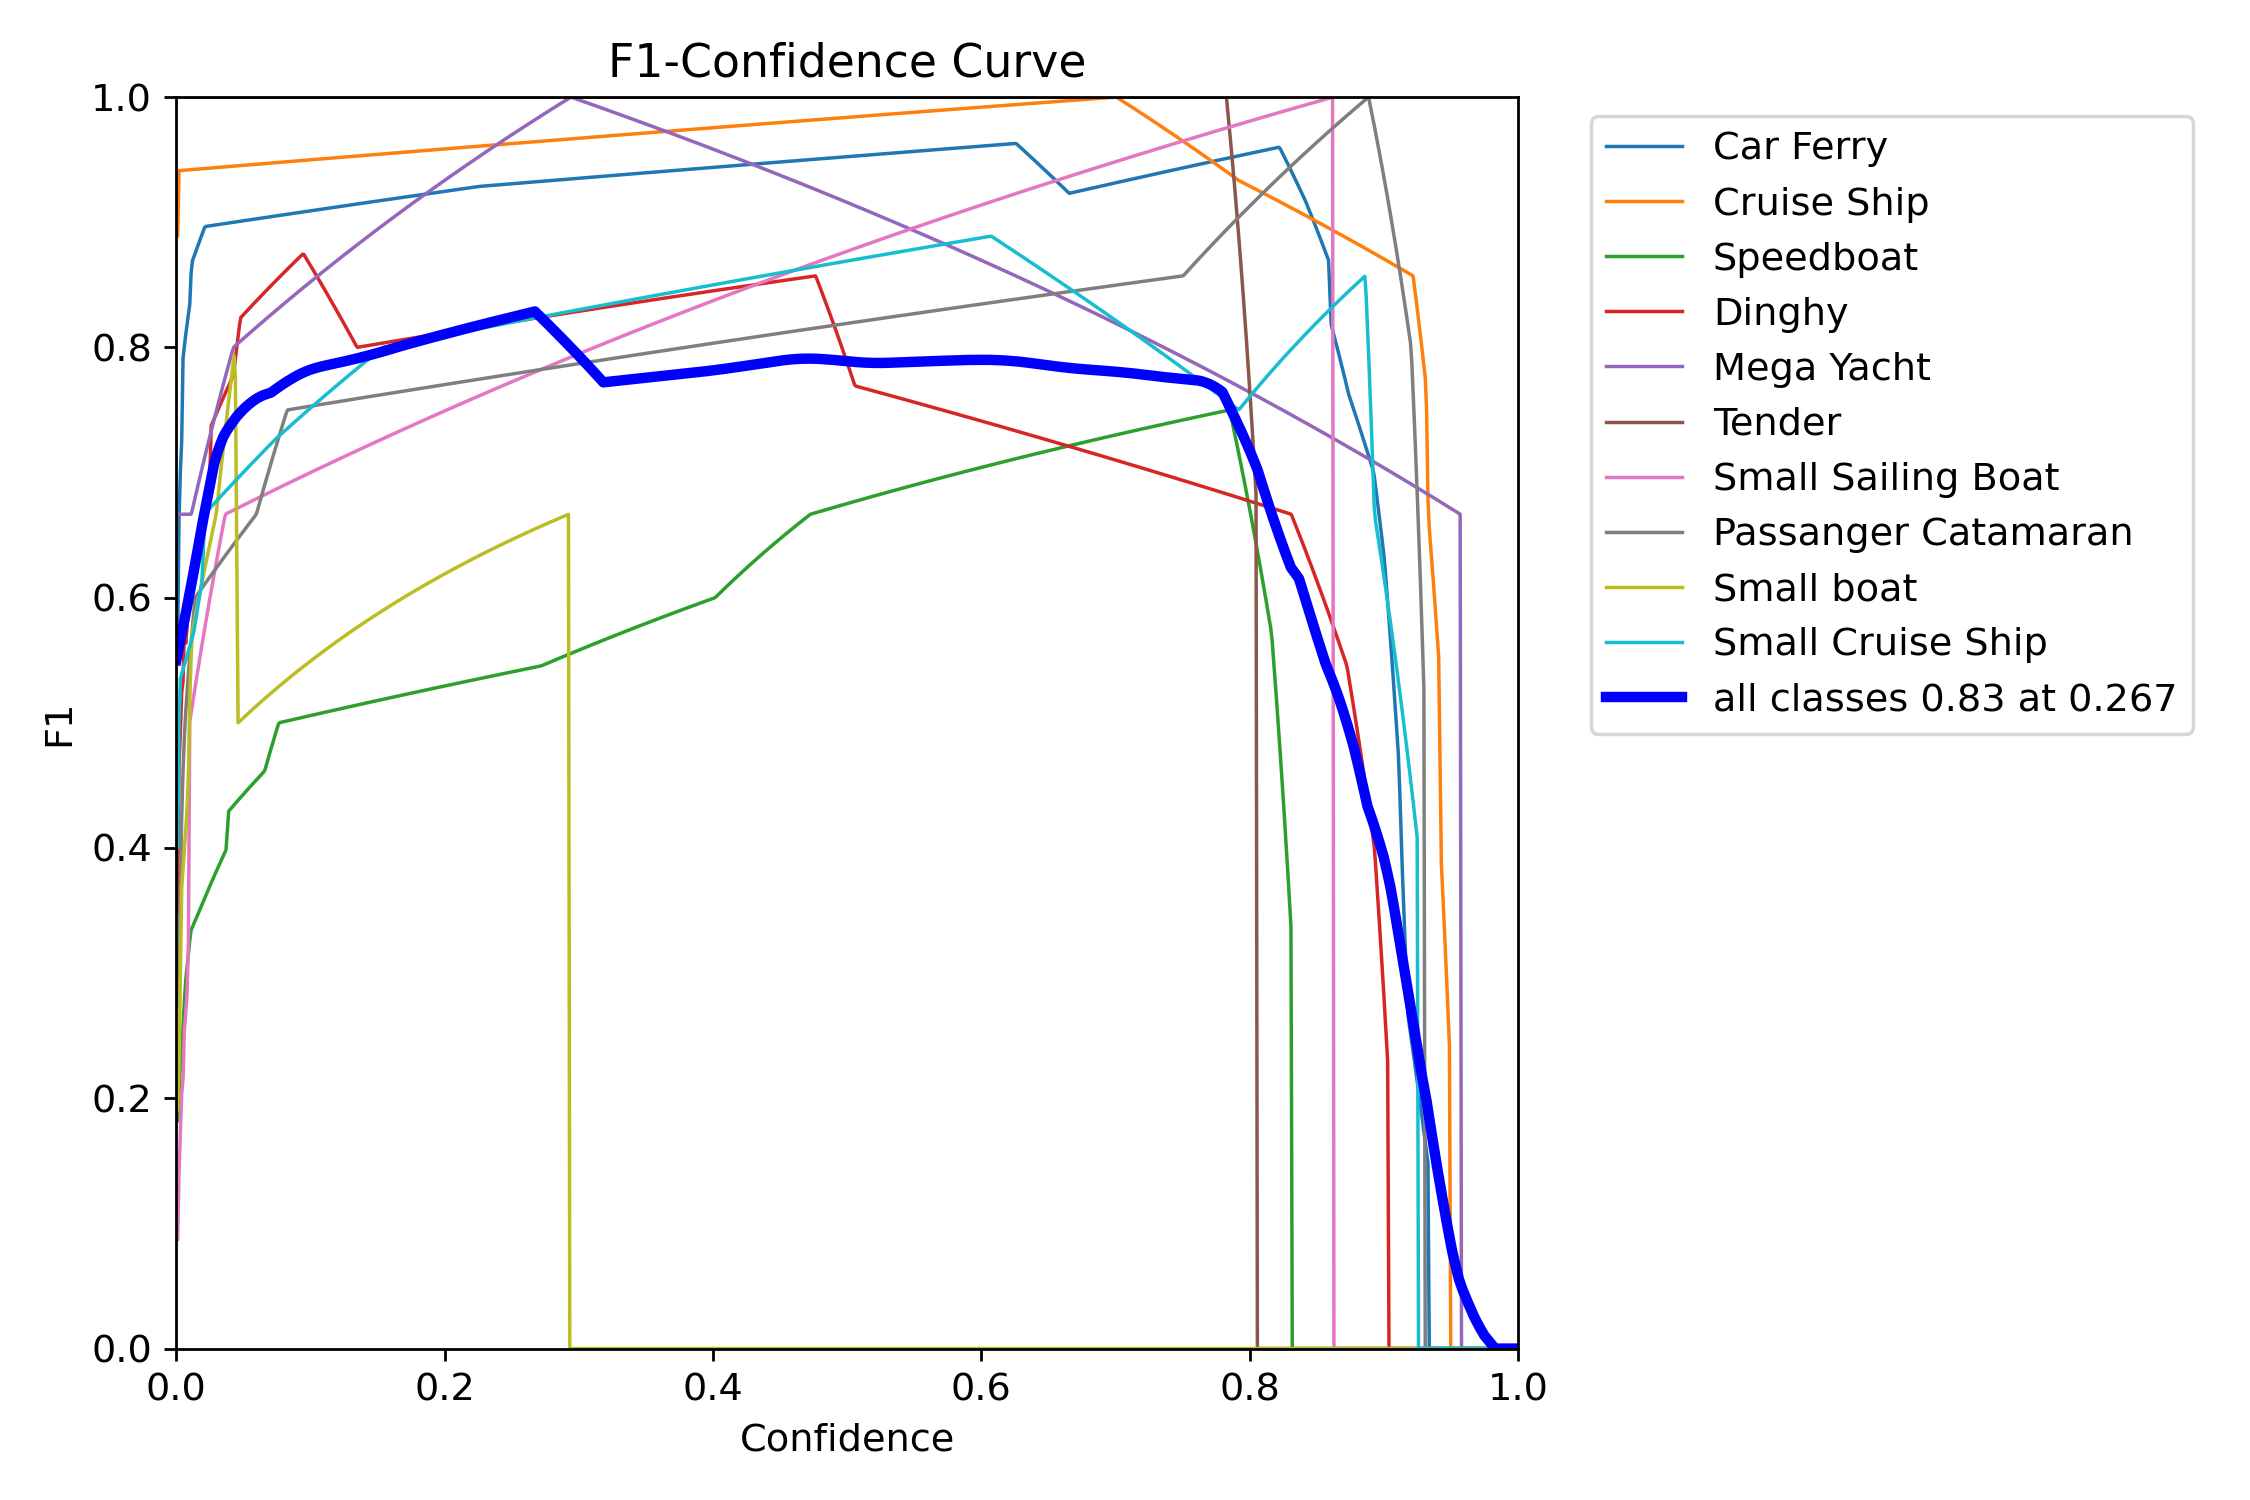 F1-Confidence Curve
1.0
0.8
0.6
0.4
0.2
0.0
F1
0.0 0.2 0.4 0.6 0.8 1.0
Confidence
Car Ferry
Cruise Ship
Speedboat
Dinghy
Mega Yacht
Tender
Small Sailing Boat
Passanger Catamaran
Small boat
Small Cruise Ship
all classes 0.83 at 0.267